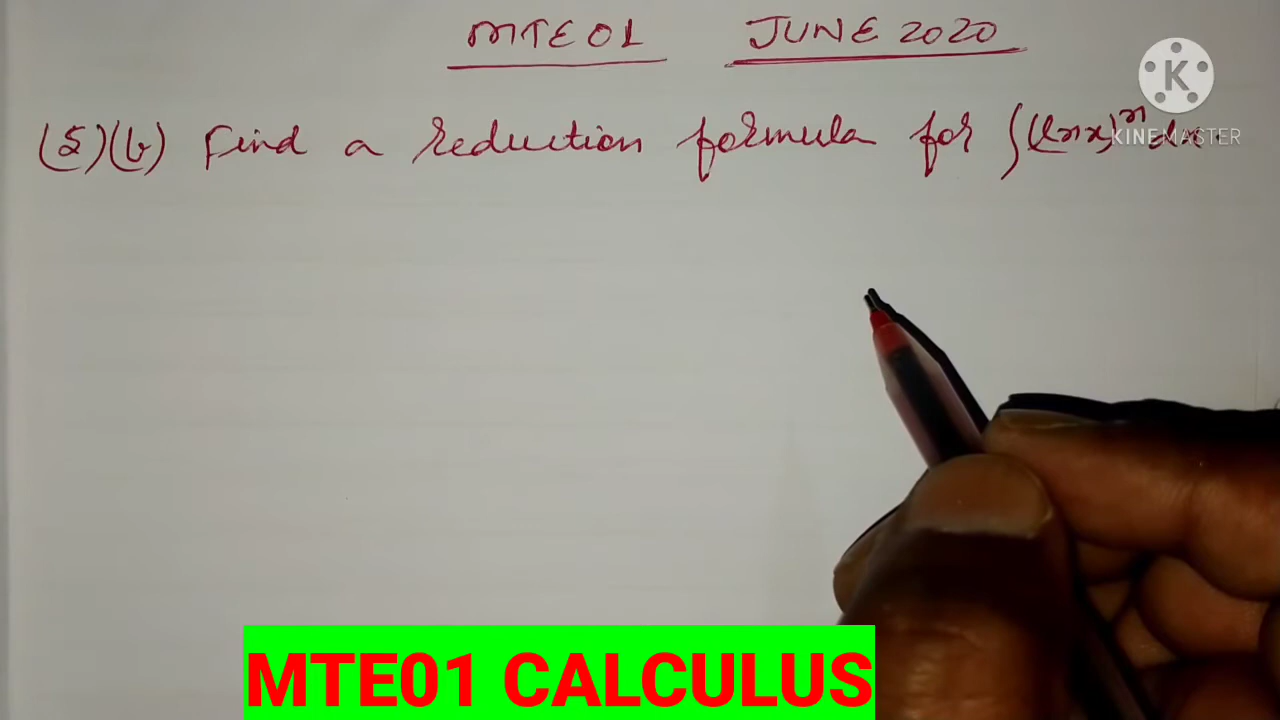 MTE01 JUNE 2020
K
KINEMASTER
(5)(b) Find a reduction formula for ∫(ln x)ⁿ dx.
MTE01 CALCULUS